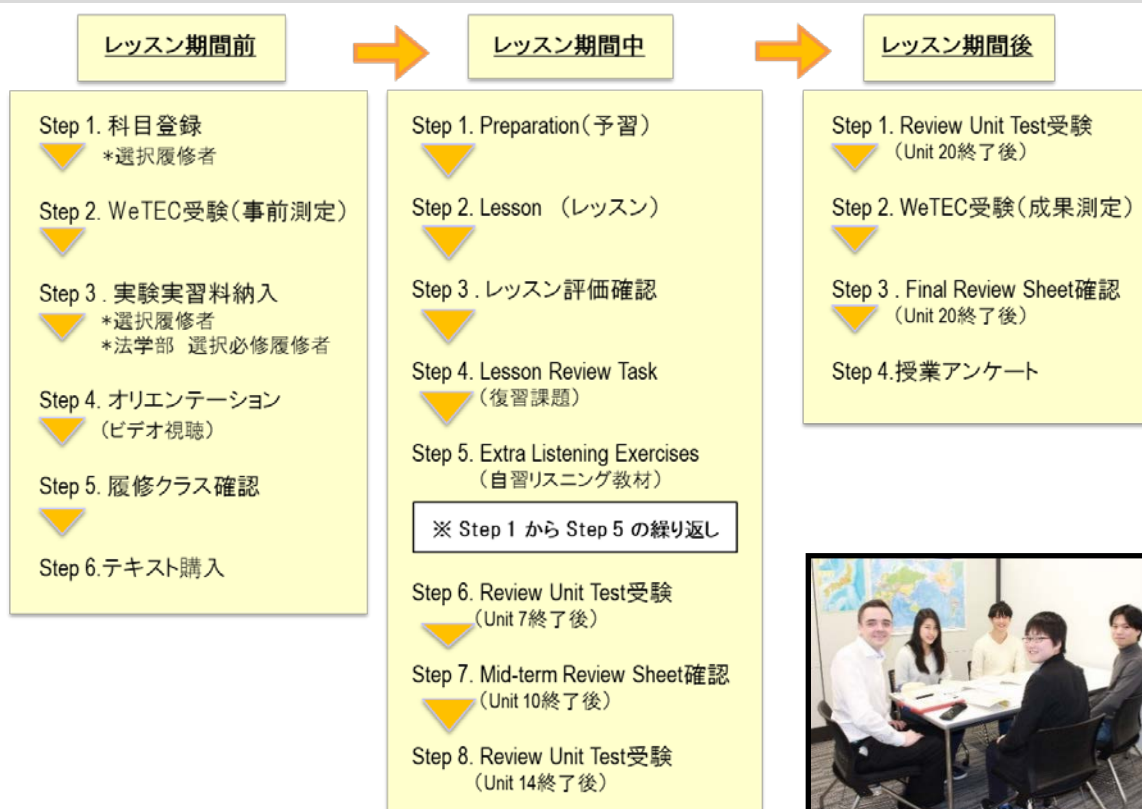 レッスン期間前
Step 1. 科目登録
*選択履修者
Step 2. WeTEC受験(事前測定)
Step 3 . 実験実習料納入
*選択履修者
*法学部 選択必修履修者
Step 4. オリエンテーション
(ビデオ視聴)
Step 5. 履修クラス確認
Step 6.テキスト購入
レッスン期間中
Step 1. Preparation(予習)
Step 2. Lesson (レッスン)
Step 3 . レッスン評価確認
Step 4. Lesson Review Task
(復習課題)
Step 5. Extra Listening Exercises
(自習リスニング教材)
※ Step 1 から Step 5 の繰り返し
Step 6. Review Unit Test受験
(Unit 7終了後)
Step 7. Mid-term Review Sheet確認
(Unit 10終了後)
Step 8. Review Unit Test受験
(Unit 14終了後)
レッスン期間後
Step 1. Review Unit Test受験
(Unit 20終了後)
Step 2. WeTEC受験(成果測定)
Step 3 . Final Review Sheet確認
(Unit 20終了後)
Step 4.授業アンケート